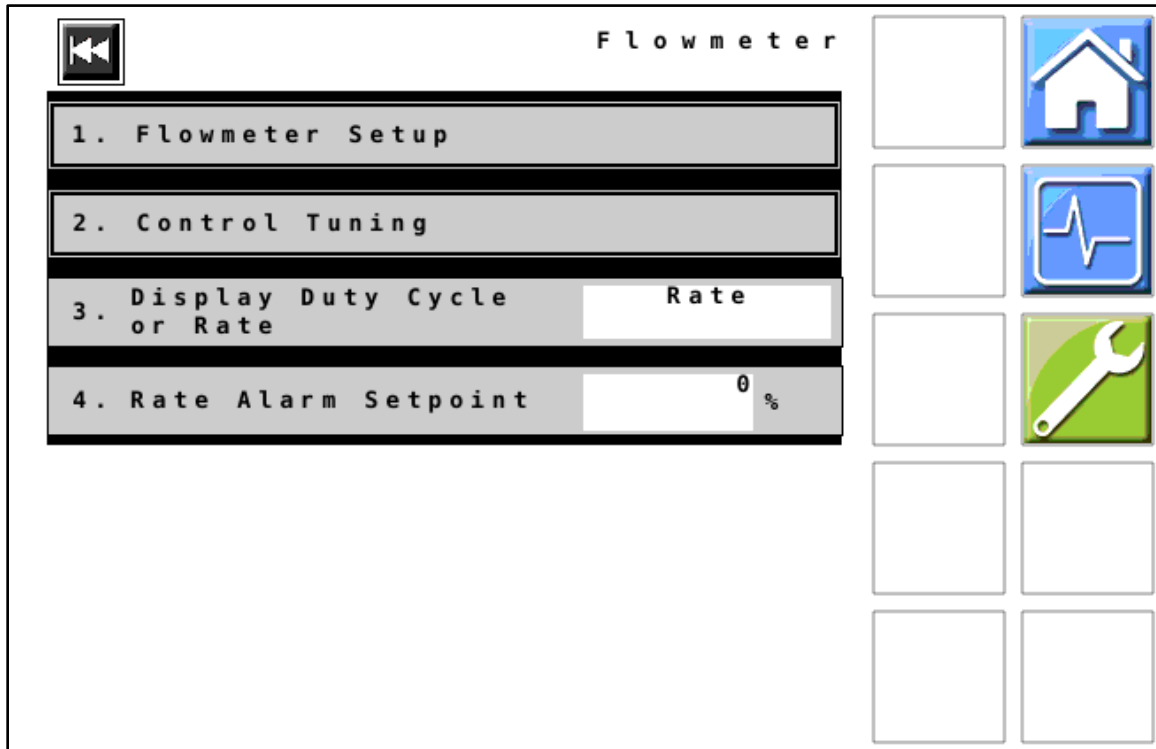 Flowmeter
1. Flowmeter Setup
2. Control Tuning
3. Display Duty Cycle
or Rate
Rate
4. Rate Alarm Setpoint
0
%